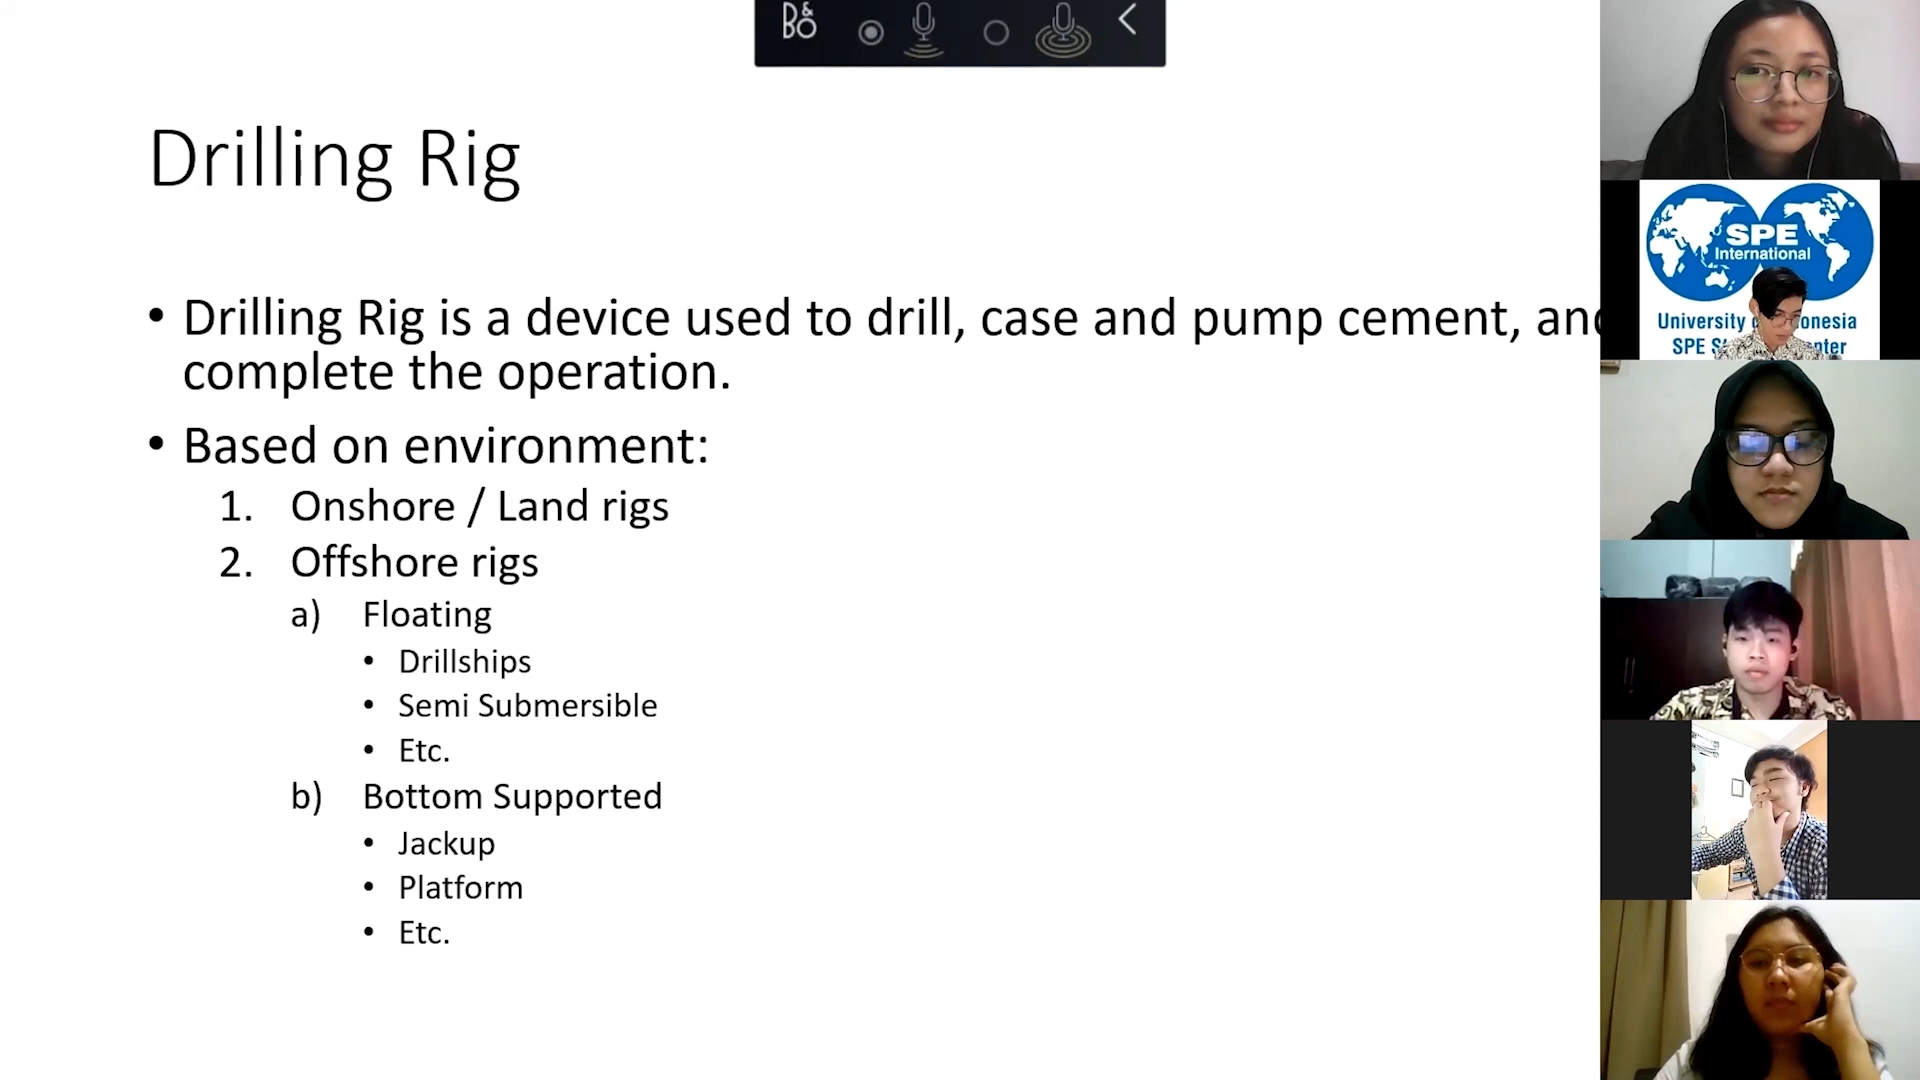 B&O
Drilling Rig
• Drilling Rig is a device used to drill, case and pump cement, and
complete the operation.
• Based on environment:
1. Onshore / Land rigs
2. Offshore rigs
a) Floating
• Drillships
• Semi Submersible
• Etc.
b) Bottom Supported
• Jackup
• Platform
• Etc.
SPE
International
University
SPE